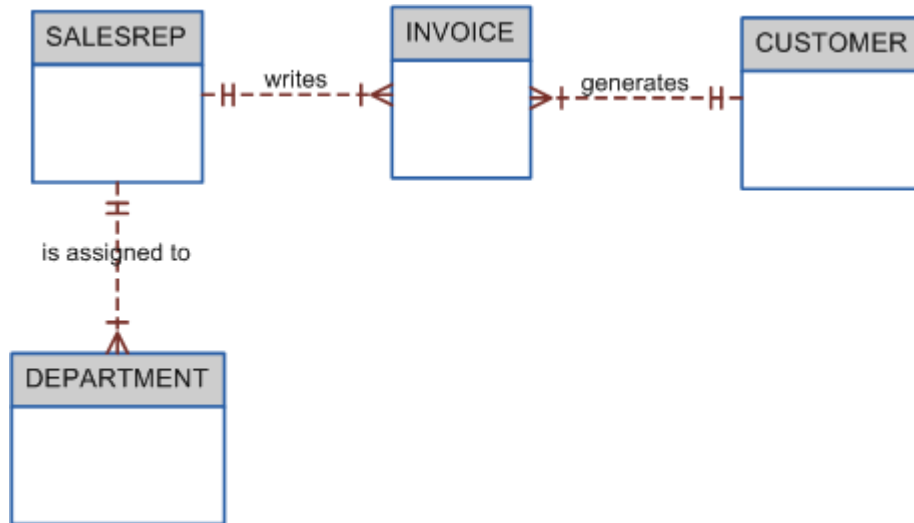 SALESREP
writes
INVOICE
generates
CUSTOMER
is assigned to
DEPARTMENT